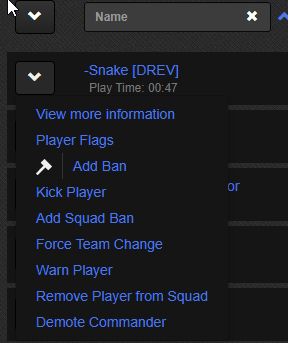 Name
-Snake [DREV]
Play Time: 00:47
View more information
Player Flags
Add Ban
Kick Player
or
Add Squad Ban
Force Team Change
Warn Player
Remove Player from Squad
Demote Commander